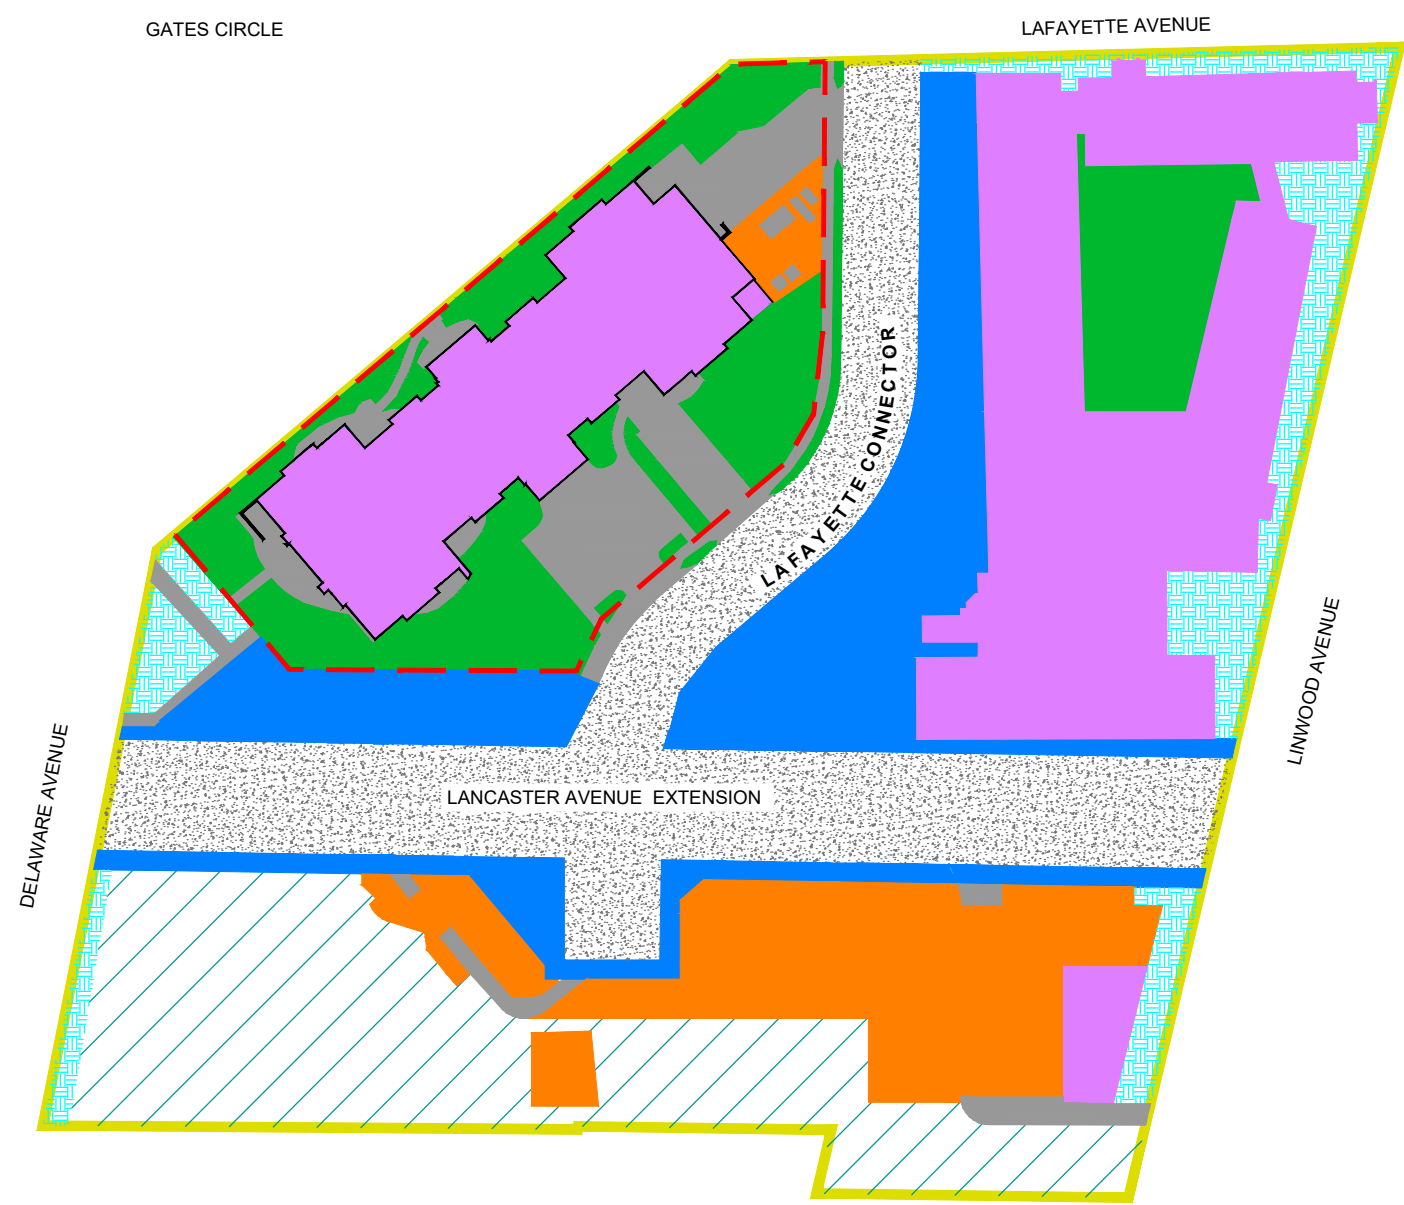 GATES CIRCLE
LAFAYETTE AVENUE
LAFAYETTE CONNECTOR
LINWOOD AVENUE
DELAWARE AVENUE
LANCASTER AVENUE EXTENSION